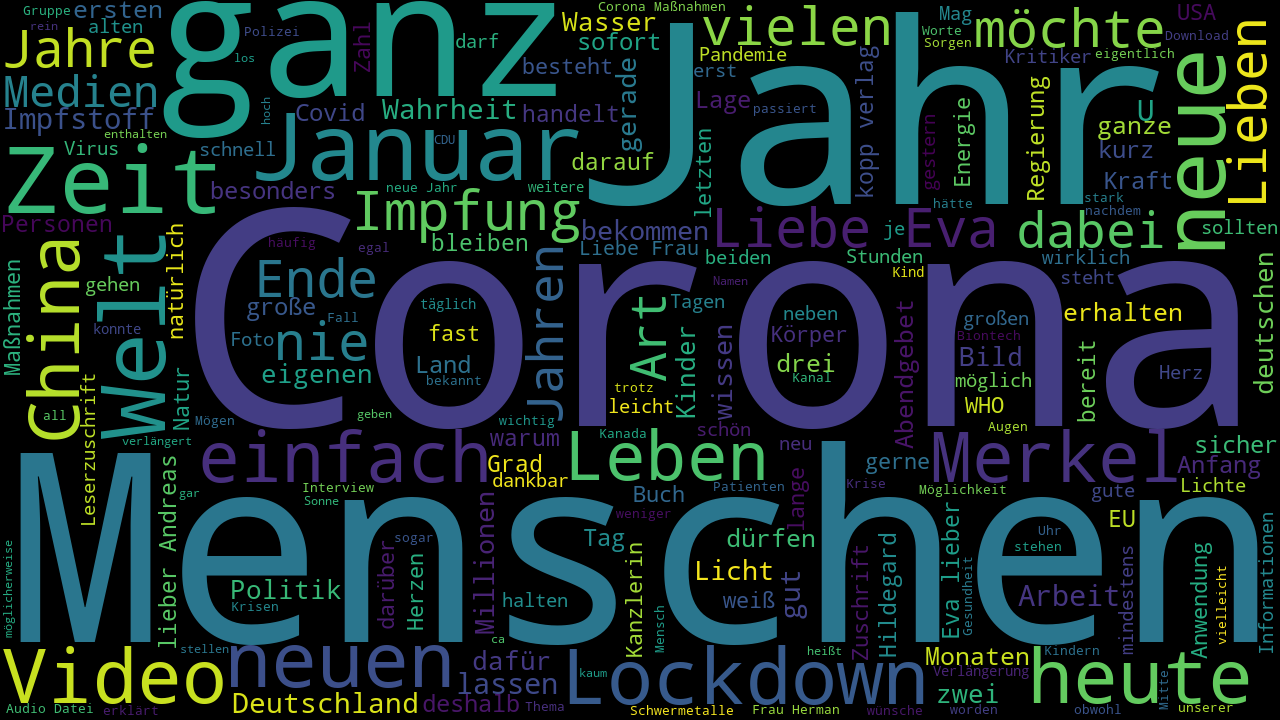 Gruppe
ersten
ganz
Corona Maßnahmen
Wasser
vielen
Jahr
Mag
möchte
USA
rein
alten
Polizei
Zahl
darf
sofort
Worte
Sorgen
Download
Jahre
los
besteht
gerade
Pandemie
erst
kopp verlag
Kritiker
eigentlich
neue
Lieben
Medien
hoch
Covid
Wahrheit
handelt
Lage
passiert
Energie
Regierung
U
Impfstoff
enthalten
Januar
CDU
gestern
ganze
Virus
schnell
darauf
letzten
kurz
Zeit
besonders
neue Jahr
weitere
hätte
Kraft
stark
nachdem
Personen
Impfung
bekommen
Liebe
Eva
je
dabei
sollten
natürlich
häufig
egal
bleiben
Liebe Frau
beiden
Stunden
wirklich
China
Welt
Corona
Maßnahmen
gehen
Ende
Jahren
Kind
steht
deutschen
Namen
große
täglich
Art
Tagen
neben
Abendgebet
großen
erhalten
konnte
Foto
Fall
nie
fast
Kinder
wissen
Körper
Biontech
Bild
bereit
eigenen
Land
bekannt
drei
Kanal
möglich
Herz
all
Leserzuschrift
Natur
trotz
leicht
WHO
Mögen
geben
wichtig
Augen
verlängert
einfach
warum
Kanada
schön
neu
Merkel
sicher
Menschen
Grad
dankbar
Leben
gerne
Anfang
lieber Andreas
gar
Interview
Sonne
Millionen
Buch
weniger
Patienten
lange
Krise
Möglichkeit
gute
Lichte
EU
möglicherweise
sogar
Tag
dürfen
Eva lieber
Uhr
stehen
Informationen
darüber
Herzen
Kanzlerin
Licht
Zuschrift
Hildegard
Gesundheit
mindestens
Anwendung
vielleicht
Politik
Krisen
halten
Mensch
weiß
gut
Arbeit
stellen
ca
heißt
Monaten
Kindern
Video
neuen
dafür
lassen
kaum
Lockdown
Verlängerung
zwei
heute
Mitte
Audio Datei
erklärt
Deutschland
deshalb
Thema
Schwermetalle
Frau Herman
wünsche
worden
obwohl
unserer